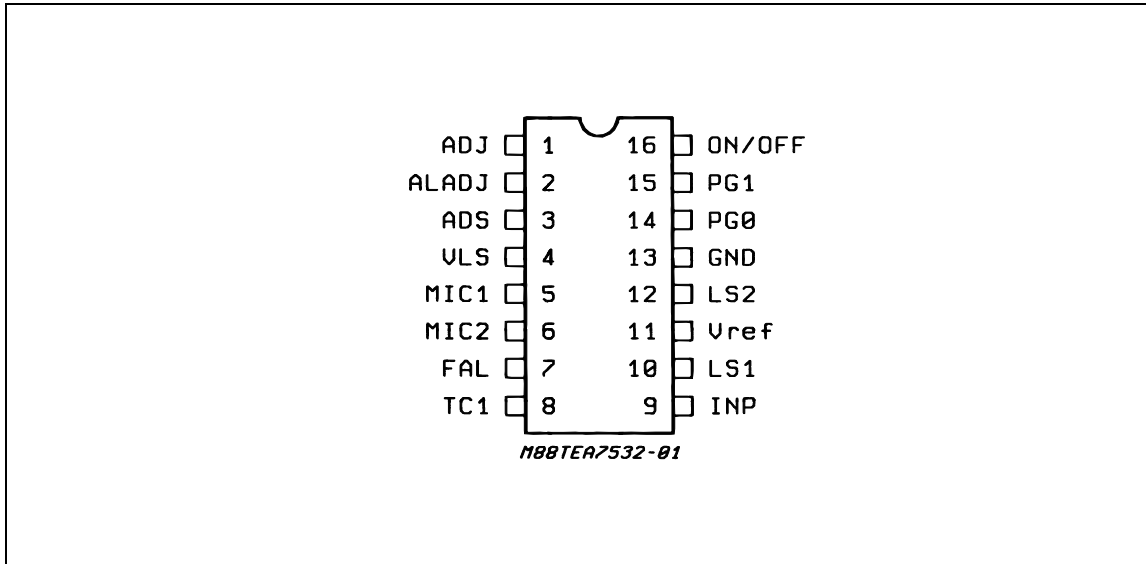 ADJ 1 16 ON/OFF
ALADJ 2 15 PG1
ADS 3 14 PG0
VLS 4 13 GND
MIC1 5 12 LS2
MIC2 6 11 Vref
FAL 7 10 LS1
TC1 8 9 INP
M88TEA7532-01